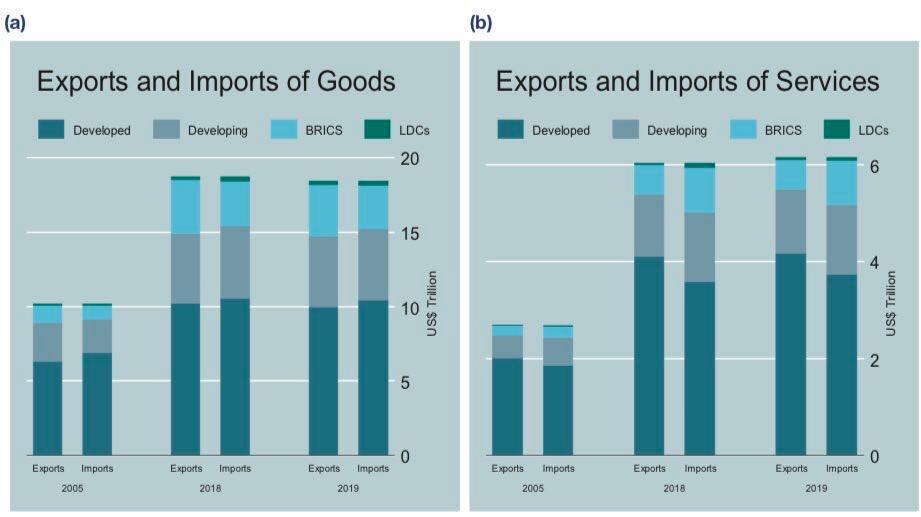 (a)
Exports and Imports of Goods
Developed Developing BRICS LDCs
20
15
10
5
0
US$ Trillion
Exports Imports Exports Imports Exports Imports
2005 2018 2019
(b)
Exports and Imports of Services
Developed Developing BRICS LDCs
6
4
2
0
US$ Trillion
Exports Imports Exports Imports Exports Imports
2005 2018 2019